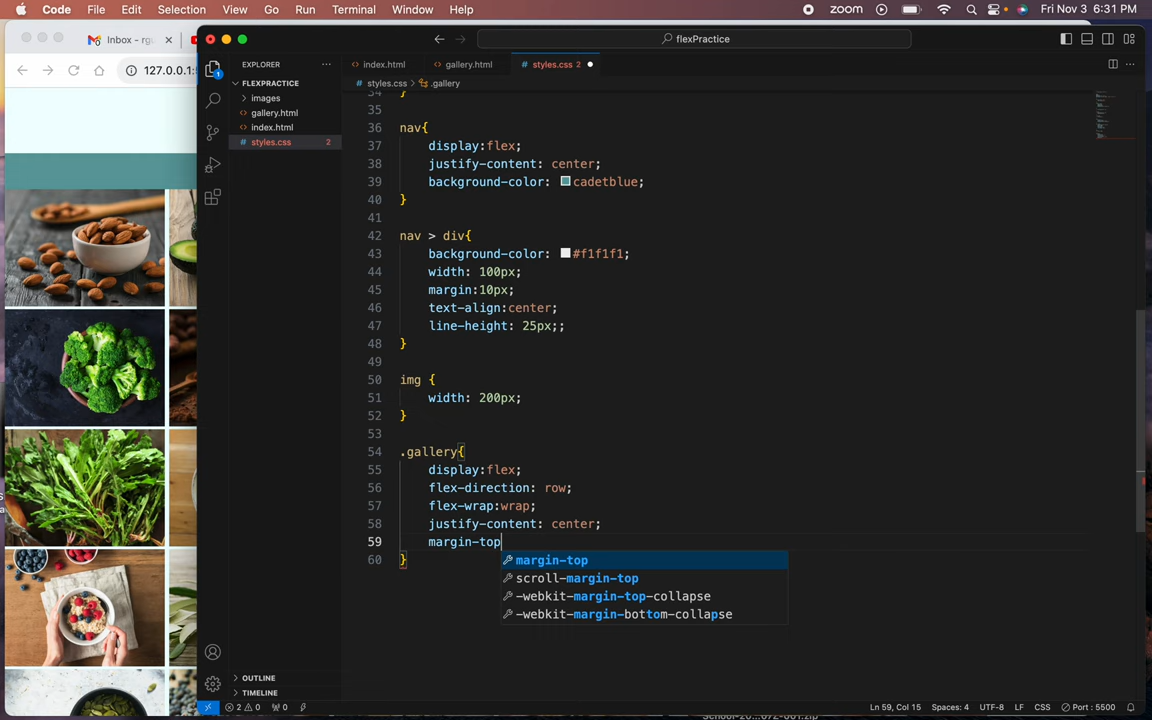 Code File Edit Selection View Go Run Terminal Window Help zoom Fri Nov 3 6:31 PM
Inbox - rg
127.0.0.1:
flexPractice
EXPLORER
FLEXPRACTICE
images
gallery.html
index.html
styles.css 2
index.html gallery.html styles.css 2
styles.css > .gallery
34 }
35
36 nav{
37 display:flex;
38 justify-content: center;
39 background-color: cadetblue;
40 }
41
42 nav > div{
43 background-color: #f1f1f1;
44 width: 100px;
45 margin:10px;
46 text-align:center;
47 line-height: 25px;;
48 }
49
50 img {
51 width: 200px;
52 }
53
54 .gallery{
55 display:flex;
56 flex-direction: row;
57 flex-wrap:wrap;
58 justify-content: center;
59 margin-top
60 }
margin-top
scroll-margin-top
-webkit-margin-top-collapse
-webkit-margin-bottom-collapse
OUTLINE
TIMELINE
2 0 0 Ln 59, Col 15 Spaces: 4 UTF-8 LF CSS Port : 5500